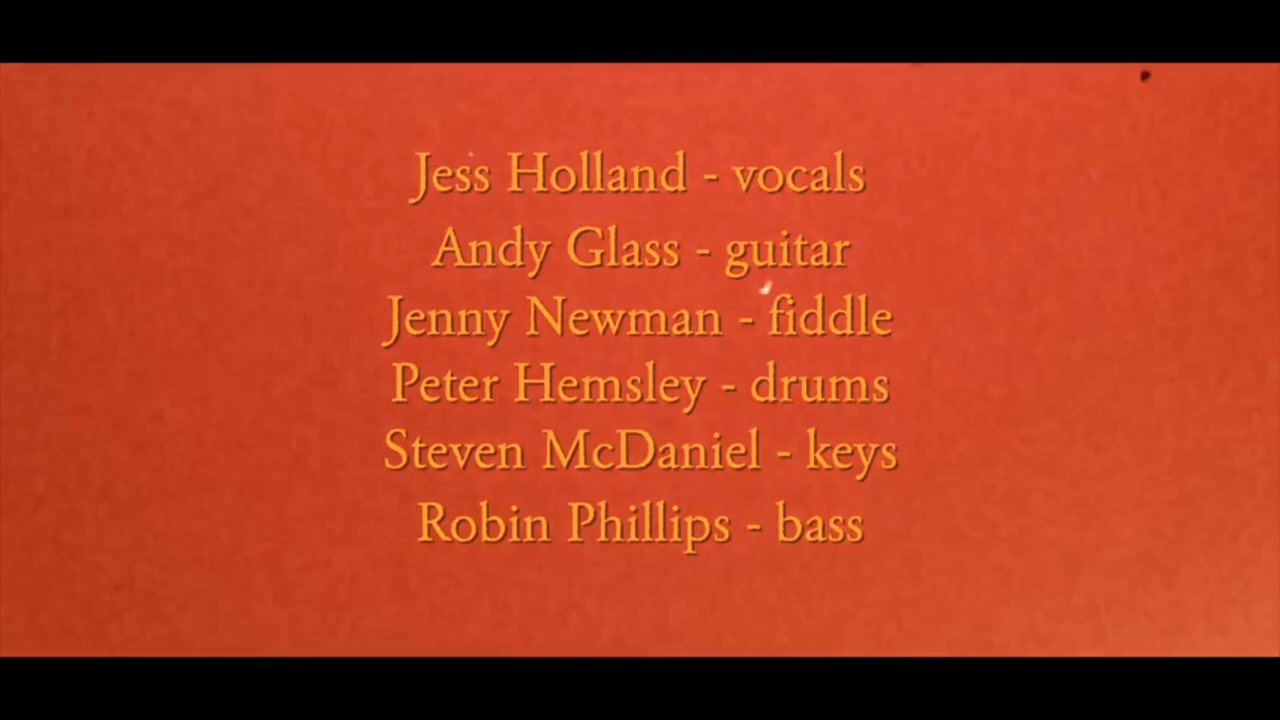 Jess Holland - vocals
Andy Glass - guitar
Jenny Newman - fiddle
Peter Hemsley - drums
Steven McDaniel - keys
Robin Phillips - bass